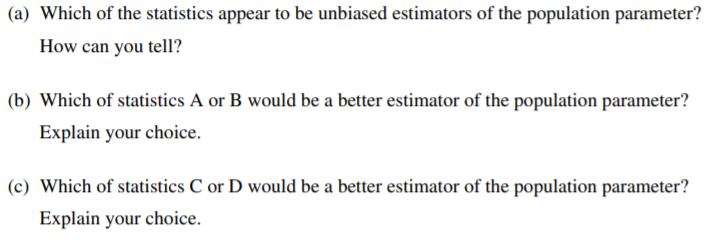 (a) Which of the statistics appear to be unbiased estimators of the population parameter?
How can you tell?
(b) Which of statistics A or B would be a better estimator of the population parameter?
Explain your choice.
(c) Which of statistics C or D would be a better estimator of the population parameter?
Explain your choice.